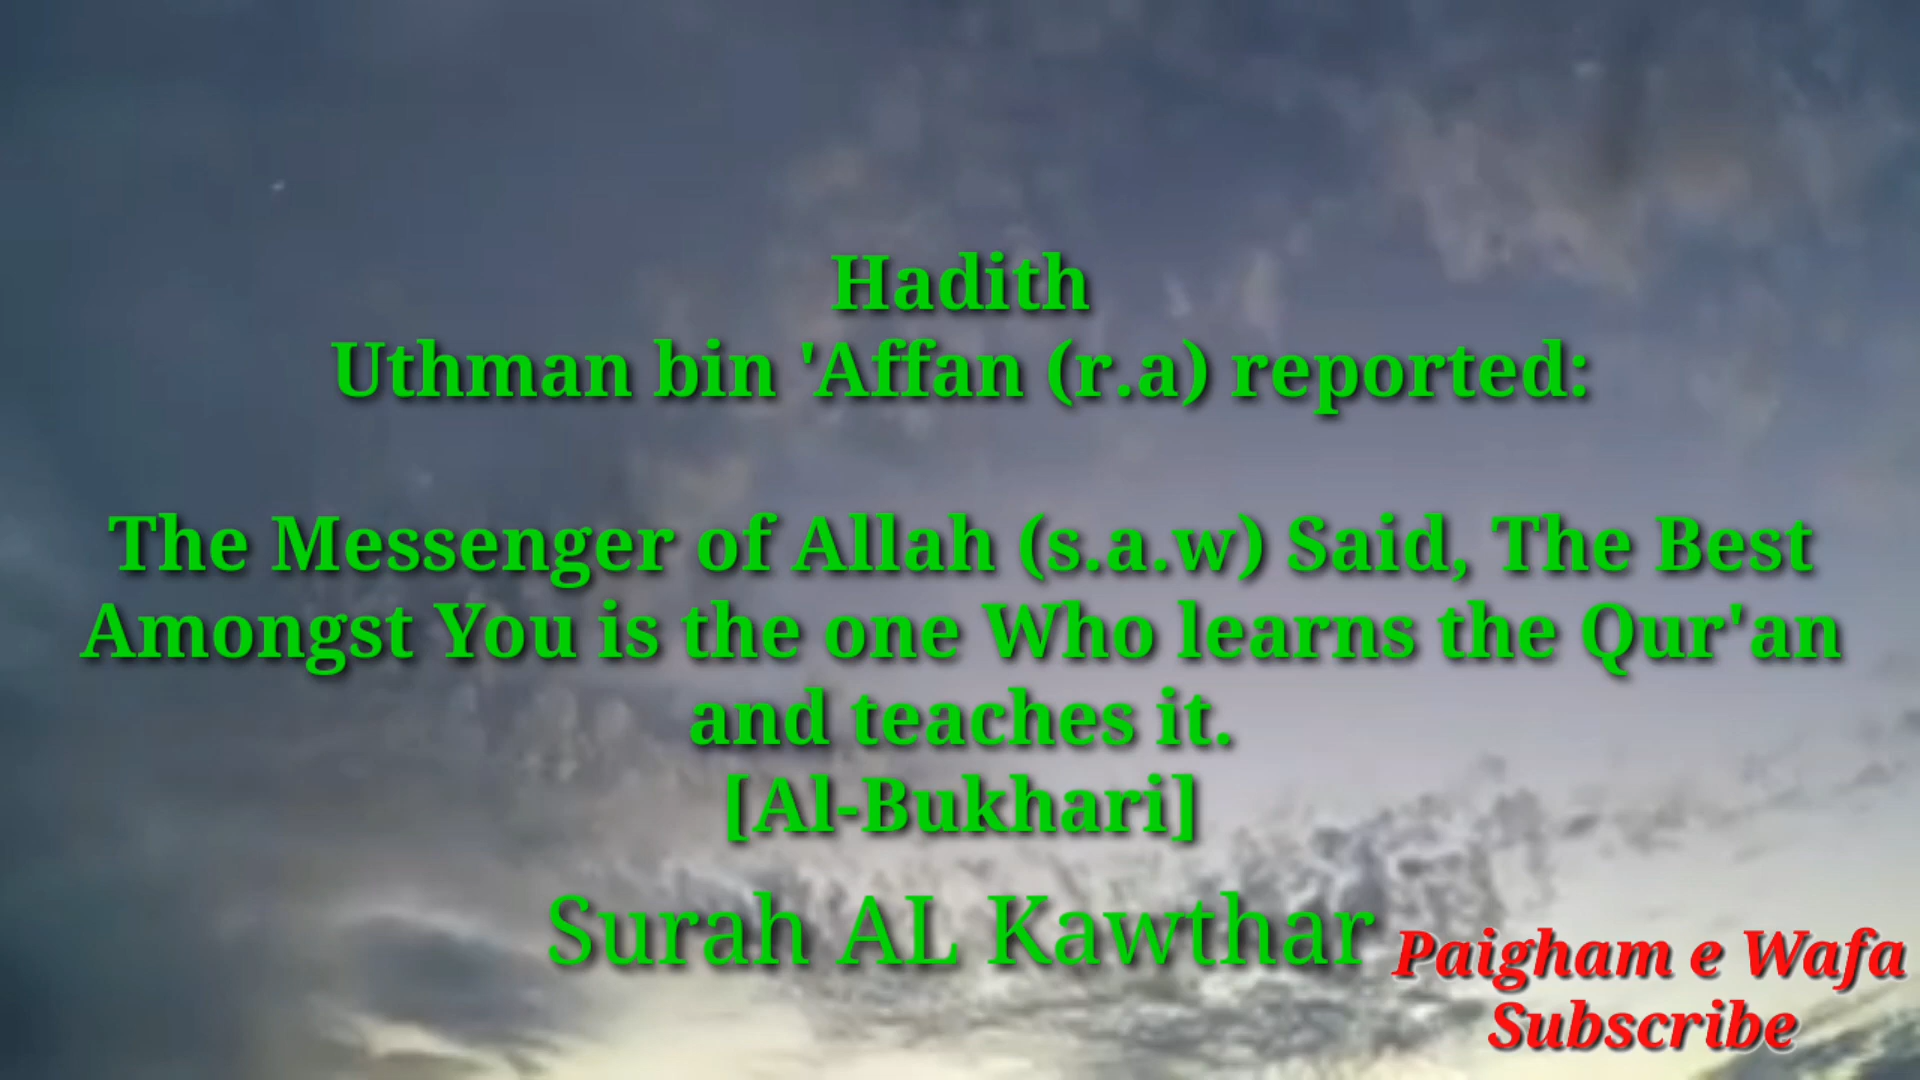 Hadith
Uthman bin 'Affan (r.a) reported:
The Messenger of Allah (s.a.w) Said, The Best
Amongst You is the one Who learns the Qur'an
and teaches it.
[Al-Bukhari]
Surah AL Kawthar
Paigham e Wafa
Subscribe